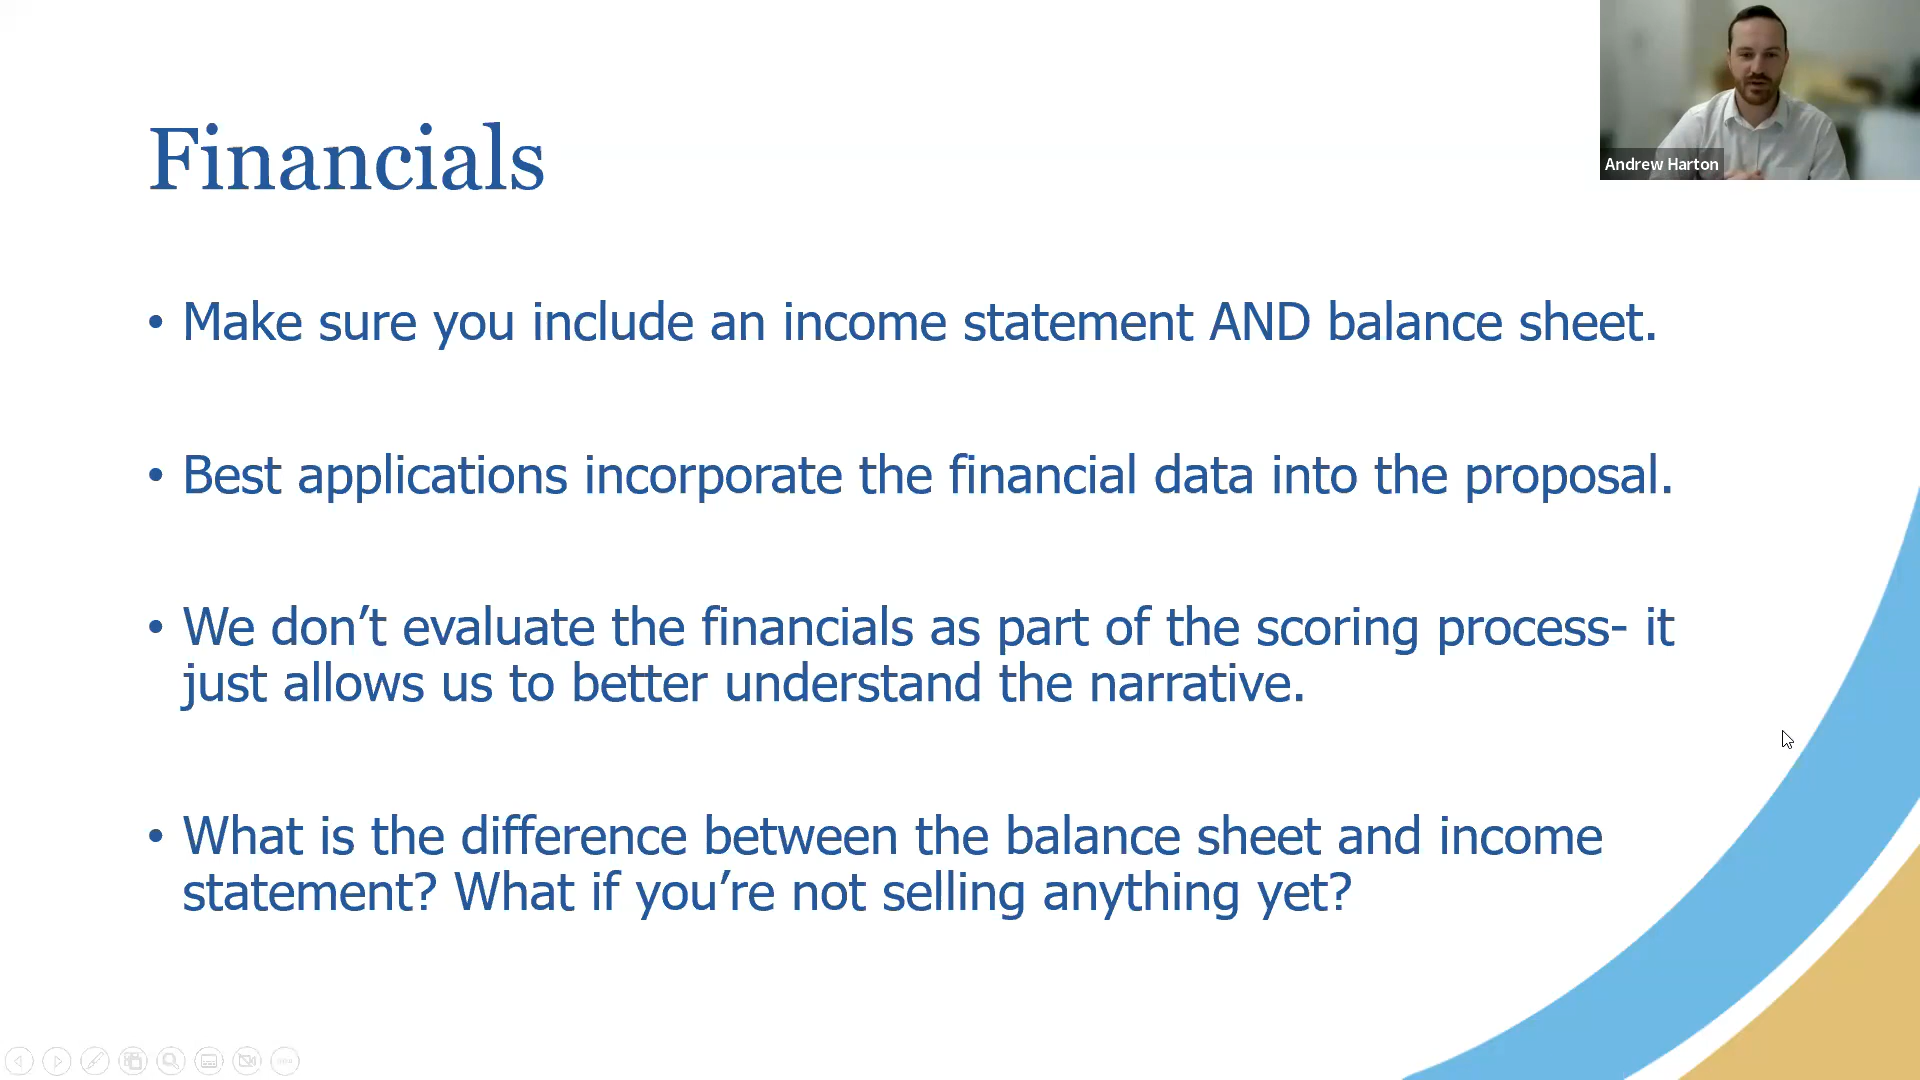 Financials
Andrew Harton
• Make sure you include an income statement AND balance sheet.
• Best applications incorporate the financial data into the proposal.
• We don’t evaluate the financials as part of the scoring process- it
just allows us to better understand the narrative.
• What is the difference between the balance sheet and income
statement? What if you’re not selling anything yet?